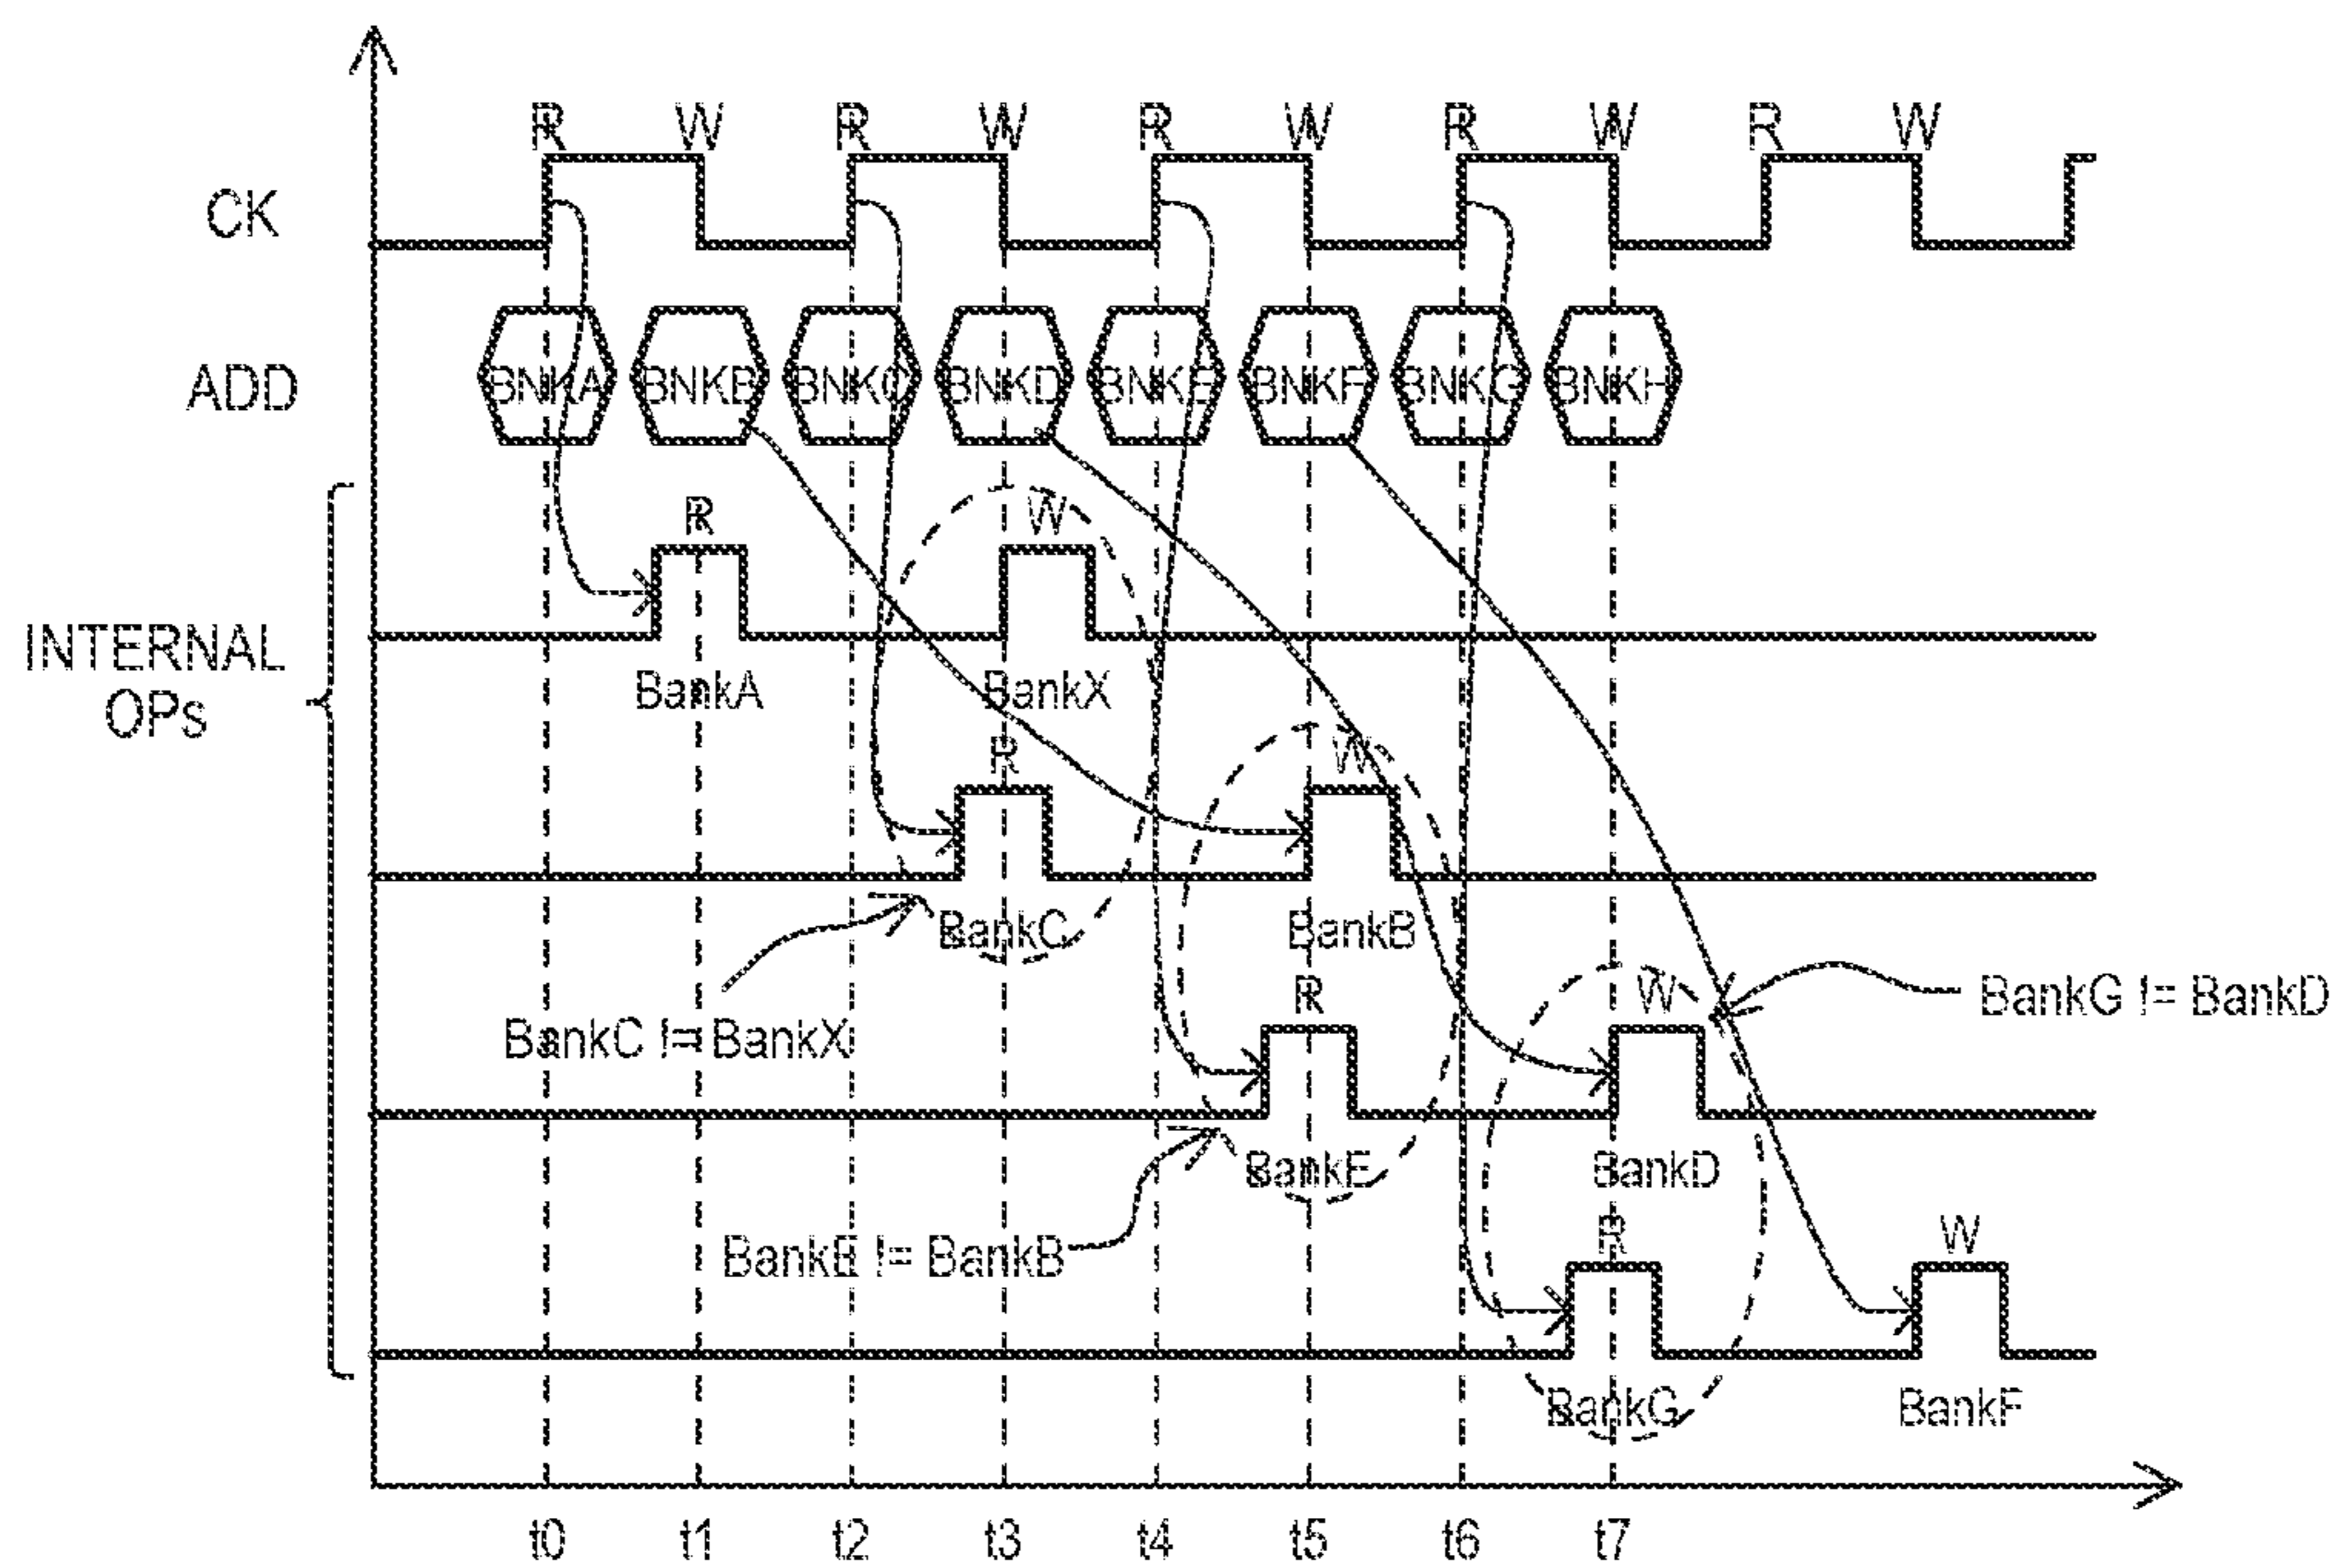 R W R W R W R W R W
CK
ADD
BNKA BNKB BNKC BNKD BNKE BNKF BNKG BNKH
R W
INTERNAL
OPs
BankA BankX
R W
BankC BankB
BankC != BankX
R W
BankG != BankD
BankE BankD
BankE != BankB
R W
BankG BankF
t0 t1 t2 t3 t4 t5 t6 t7